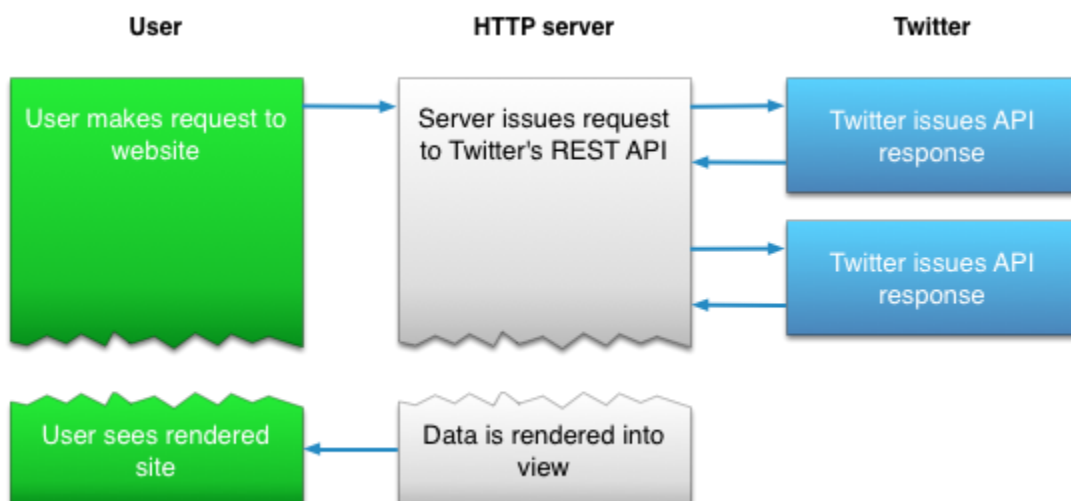 User
HTTP server
Twitter
User makes request to
website
Server issues request
to Twitter's REST API
Twitter issues API
response
Twitter issues API
response
User sees rendered
site
Data is rendered into
view